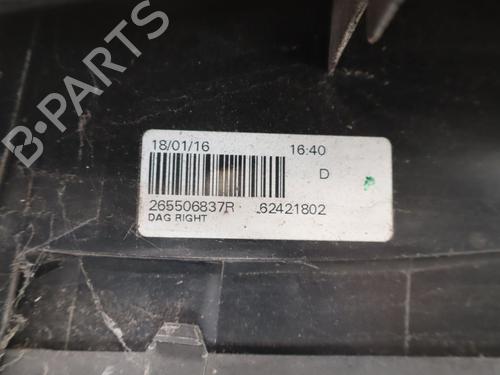 18/01/16 16:40
D
265506837R 62421802
DAG RIGHT
B-PARTS